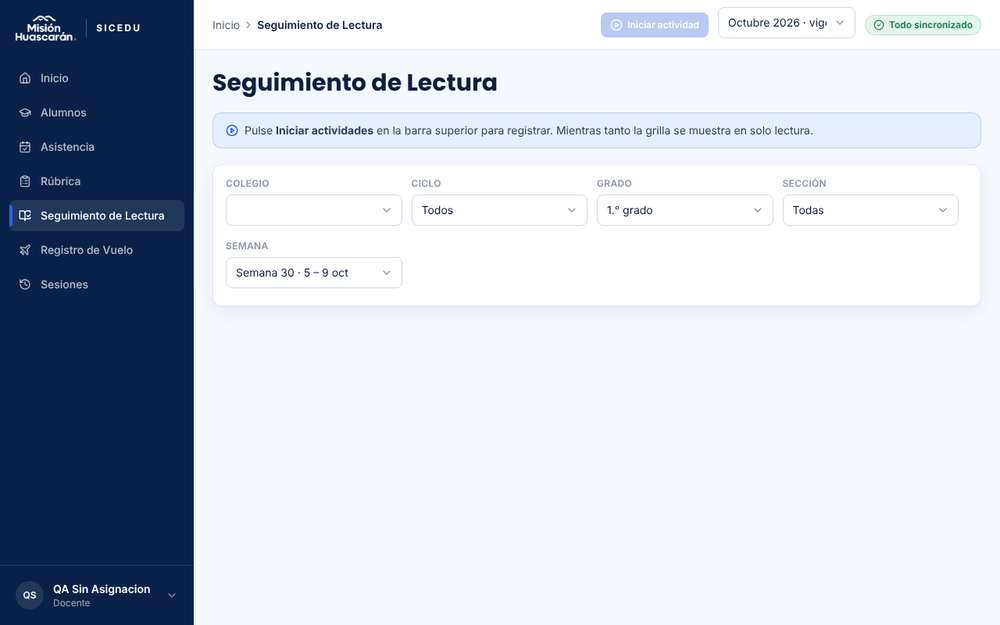 Misión
Huascarán.
SICEDU
Inicio
Alumnos
Asistencia
Rúbrica
Seguimiento de Lectura
Registro de Vuelo
Sesiones
QS
QA Sin Asignacion
Docente
Inicio > Seguimiento de Lectura
Iniciar actividad
Octubre 2026 · vig
Todo sincronizado
Seguimiento de Lectura
Pulse Iniciar actividades en la barra superior para registrar. Mientras tanto la grilla se muestra en solo lectura.
COLEGIO
CICLO
GRADO
SECCIÓN
Todos
1.° grado
Todas
SEMANA
Semana 30 · 5 – 9 oct